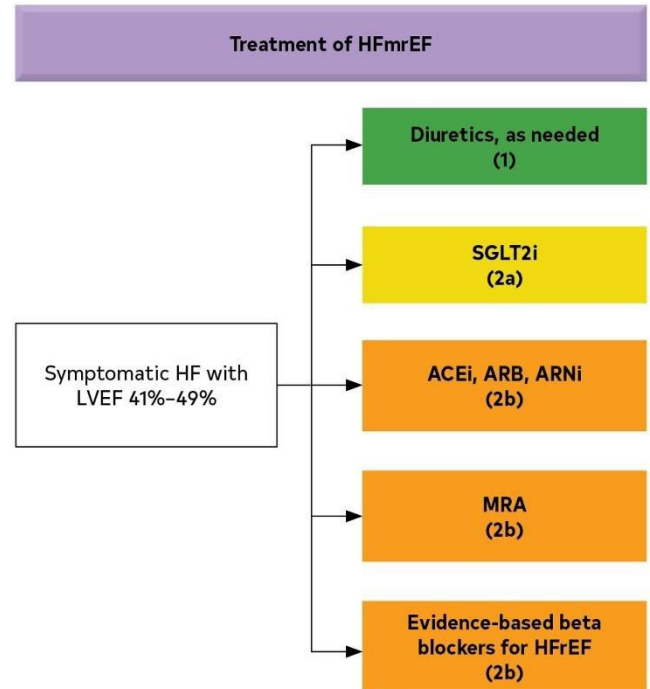 Treatment of HFmrEF
Diuretics, as needed
(1)
SGLT2i
(2a)
Symptomatic HF with
LVEF 41%–49%
ACEi, ARB, ARNi
(2b)
MRA
(2b)
Evidence-based beta
blockers for HFrEF
(2b)